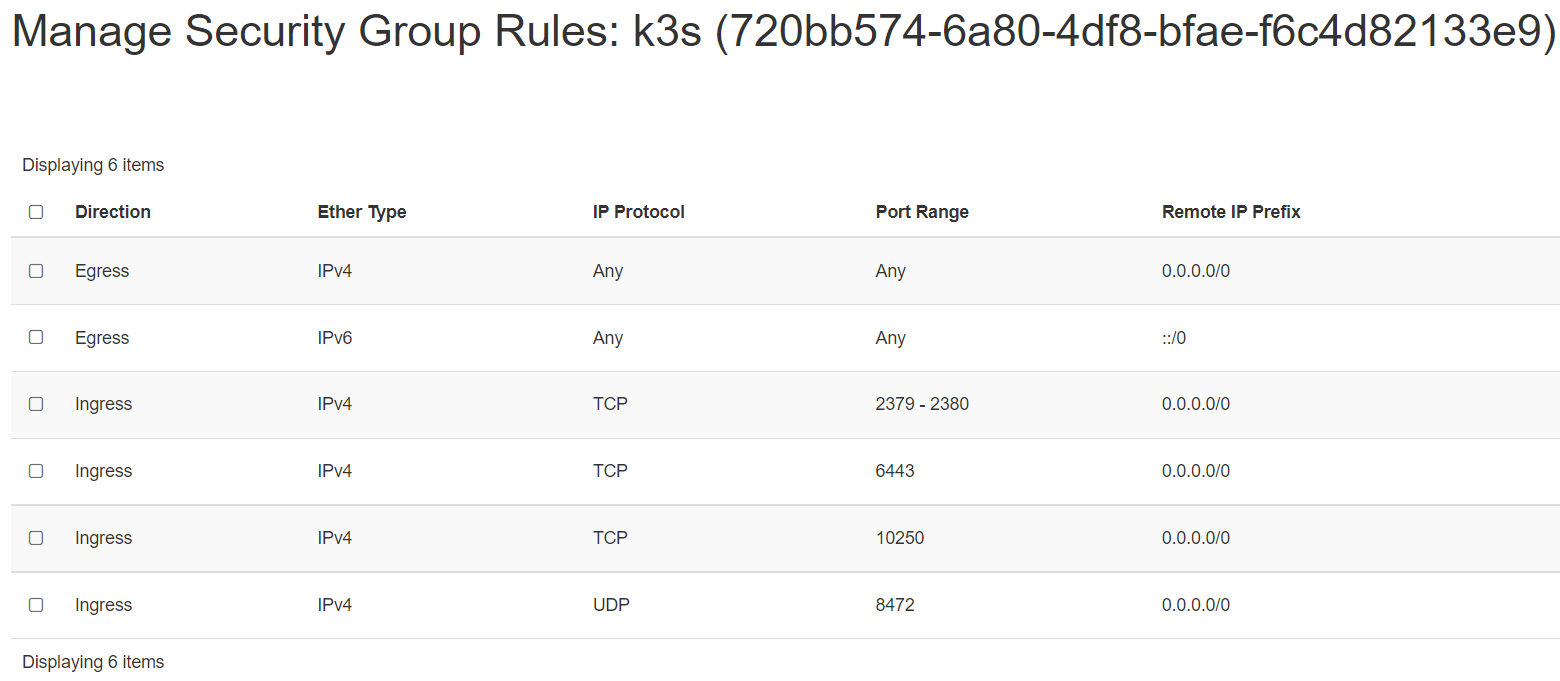 Manage Security Group Rules: k3s (720bb574-6a80-4df8-bfae-f6c4d82133e9)
Displaying 6 items
Direction Ether Type IP Protocol Port Range Remote IP Prefix
Egress IPv4 Any Any 0.0.0.0/0
Egress IPv6 Any Any ::/0
Ingress IPv4 TCP 2379 - 2380 0.0.0.0/0
Ingress IPv4 TCP 6443 0.0.0.0/0
Ingress IPv4 TCP 10250 0.0.0.0/0
Ingress IPv4 UDP 8472 0.0.0.0/0
Displaying 6 items